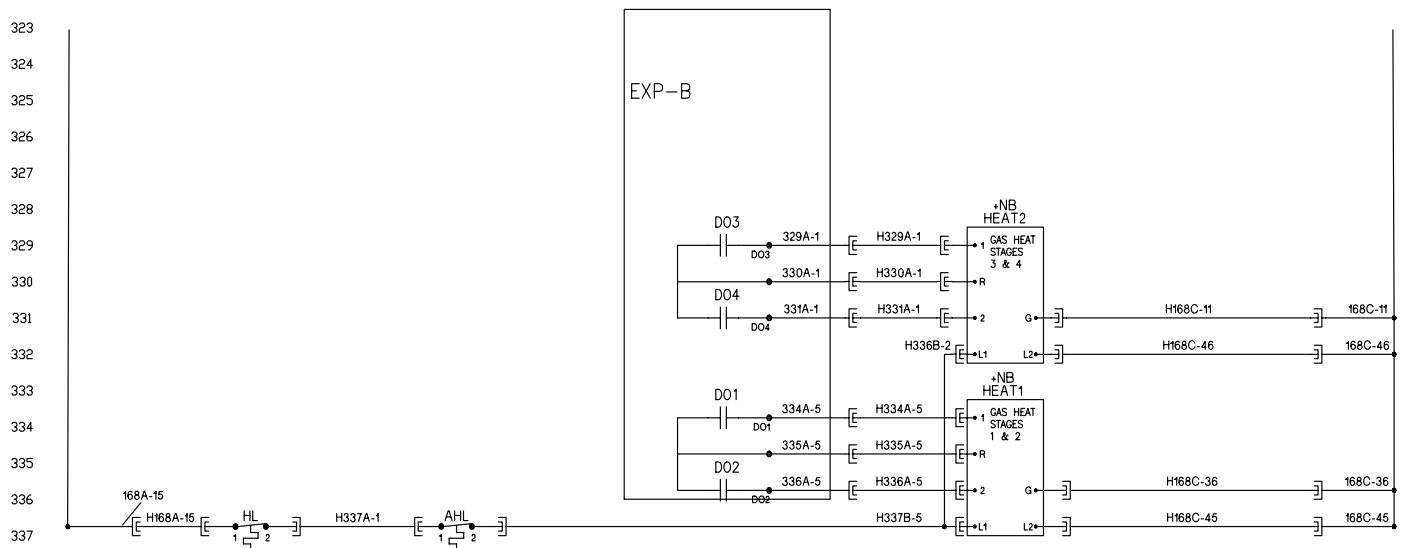 323
324
325
EXP-B
326
327
328
+NB
HEAT2
329
DO3
DO3
329A-1
H329A-1
1
GAS HEAT
STAGES
3 & 4
330
330A-1
H330A-1
R
331
DO4
DO4
331A-1
H331A-1
2
G
H168C-11
168C-11
332
H336B-2
L1
L2
H168C-46
168C-46
333
+NB
HEAT1
334
DO1
DO1
334A-5
H334A-5
1
GAS HEAT
STAGES
1 & 2
335
335A-5
H335A-5
R
336
DO2
DO2
336A-5
H336A-5
2
G
H168C-36
168C-36
337
168A-15
H168A-15
HL
1 2
H337A-1
AHL
1 2
H337B-5
L1
L2
H168C-45
168C-45